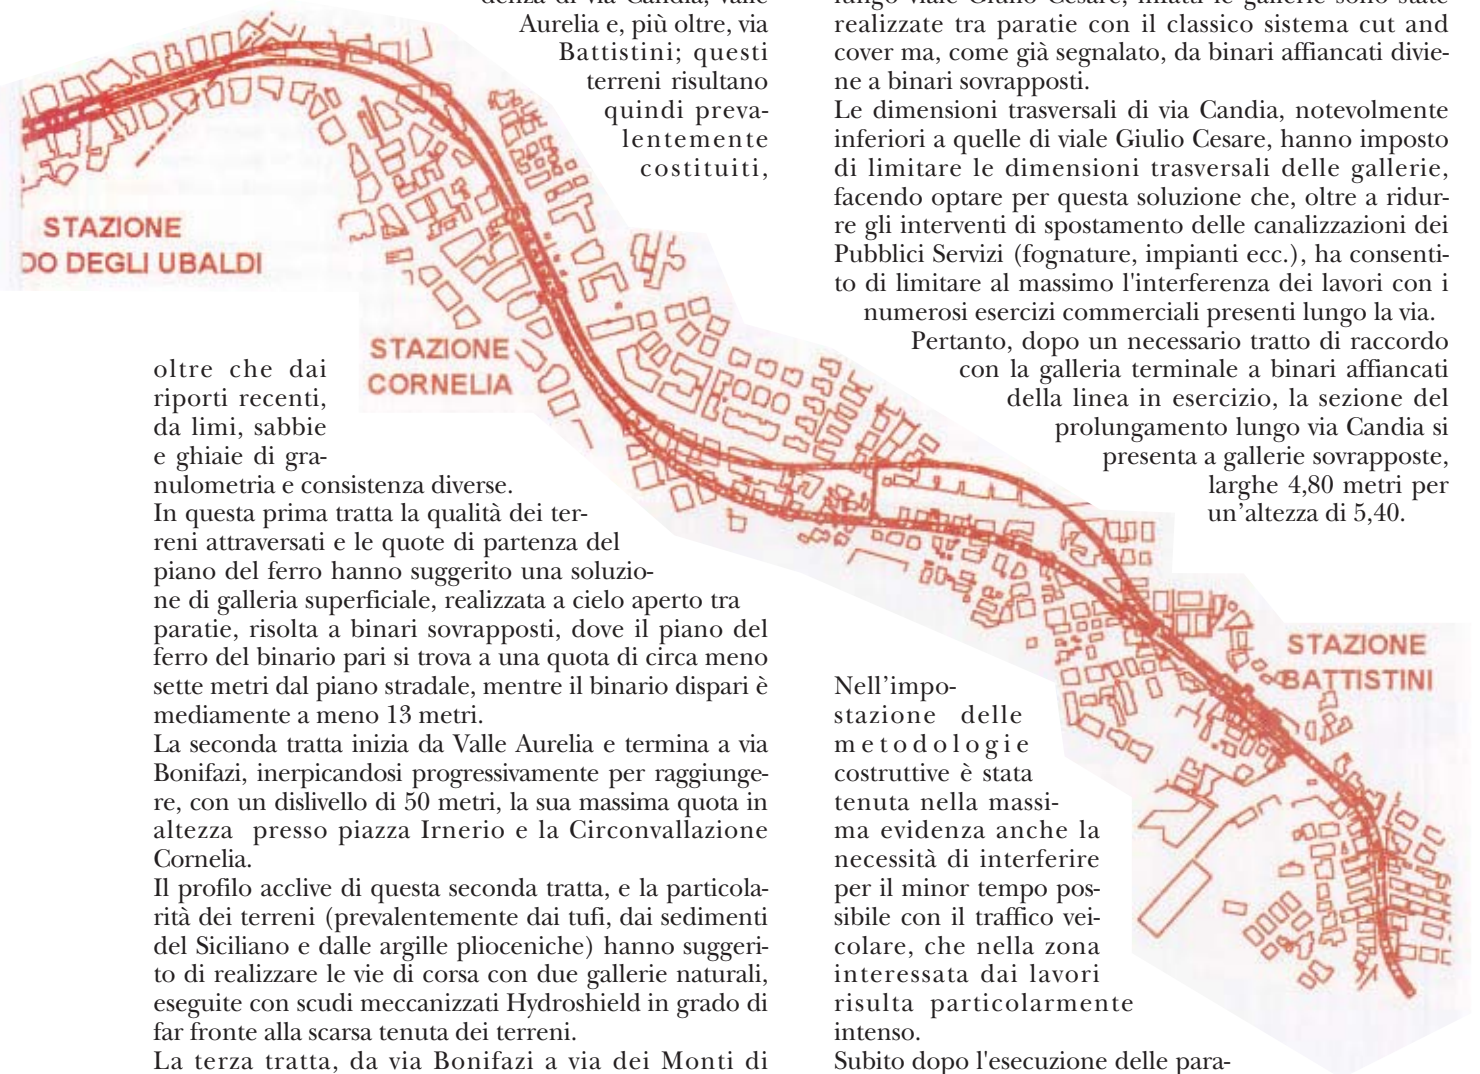 Aurelia e, più oltre, via
Battistini; questi
terreni risultano
quindi preva-
lentemente
costituiti,
STAZIONE
DO DEGLI UBALDI
STAZIONE
CORNELIA
oltre che dai
riporti recenti,
da limi, sabbie
e ghiaie di gra-
nulometria e consistenza diverse.
In questa prima tratta la qualità dei ter-
reni attraversati e le quote di partenza del
piano del ferro hanno suggerito una soluzio-
ne di galleria superficiale, realizzata a cielo aperto tra
paratie, risolta a binari sovrapposti, dove il piano del
ferro del binario pari si trova a una quota di circa meno
sette metri dal piano stradale, mentre il binario dispari è
mediamente a meno 13 metri.
La seconda tratta inizia da Valle Aurelia e termina a via
Bonifazi, inerpicandosi progressivamente per raggiunge-
re, con un dislivello di 50 metri, la sua massima quota in
altezza presso piazza Irnerio e la Circonvallazione
Cornelia.
Il profilo acclive di questa seconda tratta, e la particola-
rità dei terreni (prevalentemente dai tufi, dai sedimenti
del Siciliano e dalle argille plioceniche) hanno suggeri-
to di realizzare le vie di corsa con due gallerie naturali,
eseguite con scudi meccanizzati Hydroshield in grado di
far fronte alla scarsa tenuta dei terreni.
La terza tratta, da via Bonifazi a via dei Monti di
realizzate tra paratie con il classico sistema cut and
cover ma, come già segnalato, da binari affiancati divie-
ne a binari sovrapposti.
Le dimensioni trasversali di via Candia, notevolmente
inferiori a quelle di viale Giulio Cesare, hanno imposto
di limitare le dimensioni trasversali delle gallerie,
facendo optare per questa soluzione che, oltre a ridur-
re gli interventi di spostamento delle canalizzazioni dei
Pubblici Servizi (fognature, impianti ecc.), ha consenti-
to di limitare al massimo l'interferenza dei lavori con i
numerosi esercizi commerciali presenti lungo la via.
Pertanto, dopo un necessario tratto di raccordo
con la galleria terminale a binari affiancati
della linea in esercizio, la sezione del
prolungamento lungo via Candia si
presenta a gallerie sovrapposte,
larghe 4,80 metri per
un'altezza di 5,40.
STAZIONE
BATTISTINI
Nell'impo-
stazione delle
metodologie
costruttive è stata
tenuta nella massi-
ma evidenza anche la
necessità di interferire
per il minor tempo pos-
sibile con il traffico vei-
colare, che nella zona
interessata dai lavori
risulta particolarmente
intenso.
Subito dopo l'esecuzione delle para-